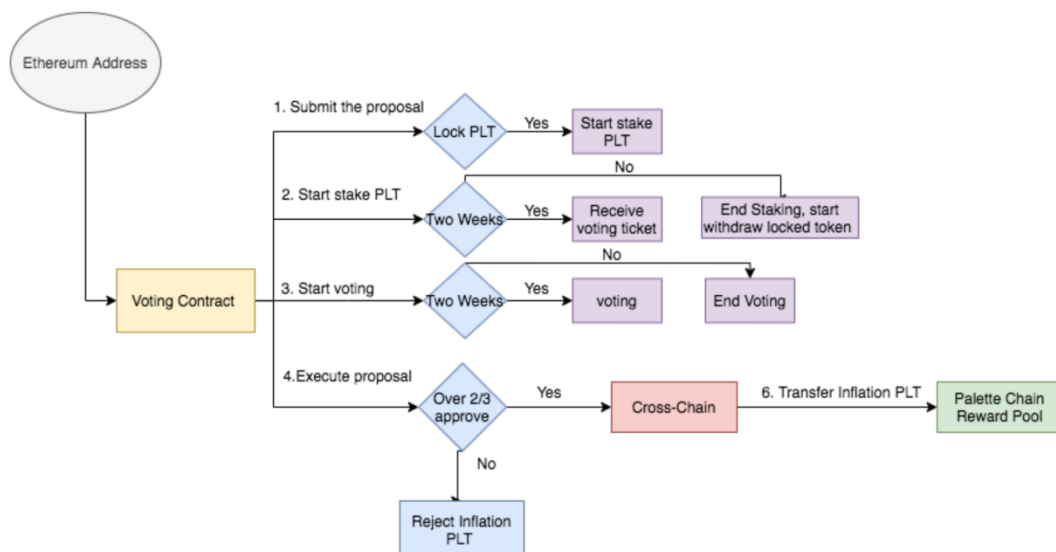 Ethereum Address
1. Submit the proposal
Lock PLT
Yes
Start stake
PLT
No
2. Start stake PLT
Two Weeks
Yes
Receive
voting ticket
End Staking, start
withdraw locked token
No
Voting Contract
3. Start voting
Two Weeks
Yes
voting
End Voting
4.Execute proposal
Over 2/3
approve
Yes
Cross-Chain
6. Transfer Inflation PLT
Palette Chain
Reward Pool
No
Reject Inflation
PLT